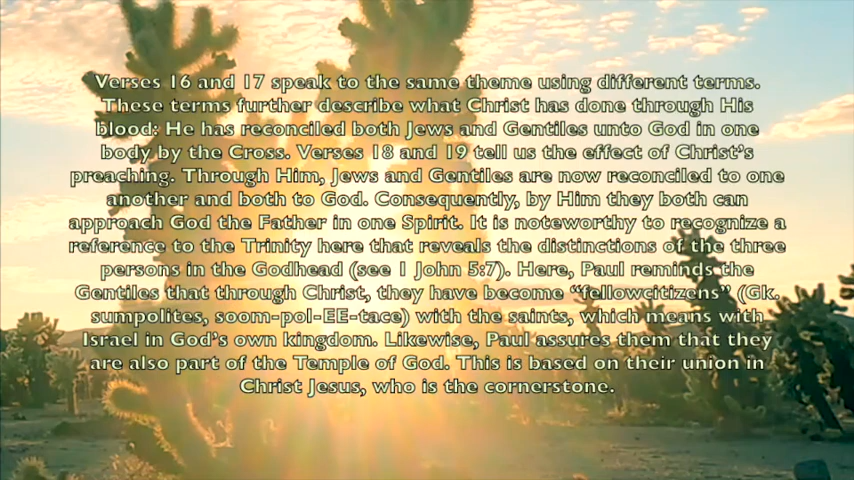 Verses 16 and 17 speak to the same theme using different terms.
These terms further describe what Christ has done through His
blood: He has reconciled both Jews and Gentiles unto God in one
body by the Cross. Verses 18 and 19 tell us the effect of Christ's
preaching. Through Him, Jews and Gentiles are now reconciled to one
another and both to God. Consequently, by Him they both can
approach God the Father in one Spirit. It is noteworthy to recognize a
reference to the Trinity here that reveals the distinctions of the three
persons in the Godhead (see 1 John 5:7). Here, Paul reminds the
Gentiles that through Christ, they have become “fellowcitizens” (Gk.
sumpolites, soom-pol-EE-tace) with the saints, which means with
Israel in God's own kingdom. Likewise, Paul assures them that they
are also part of the Temple of God. This is based on their union in
Christ Jesus, who is the cornerstone.